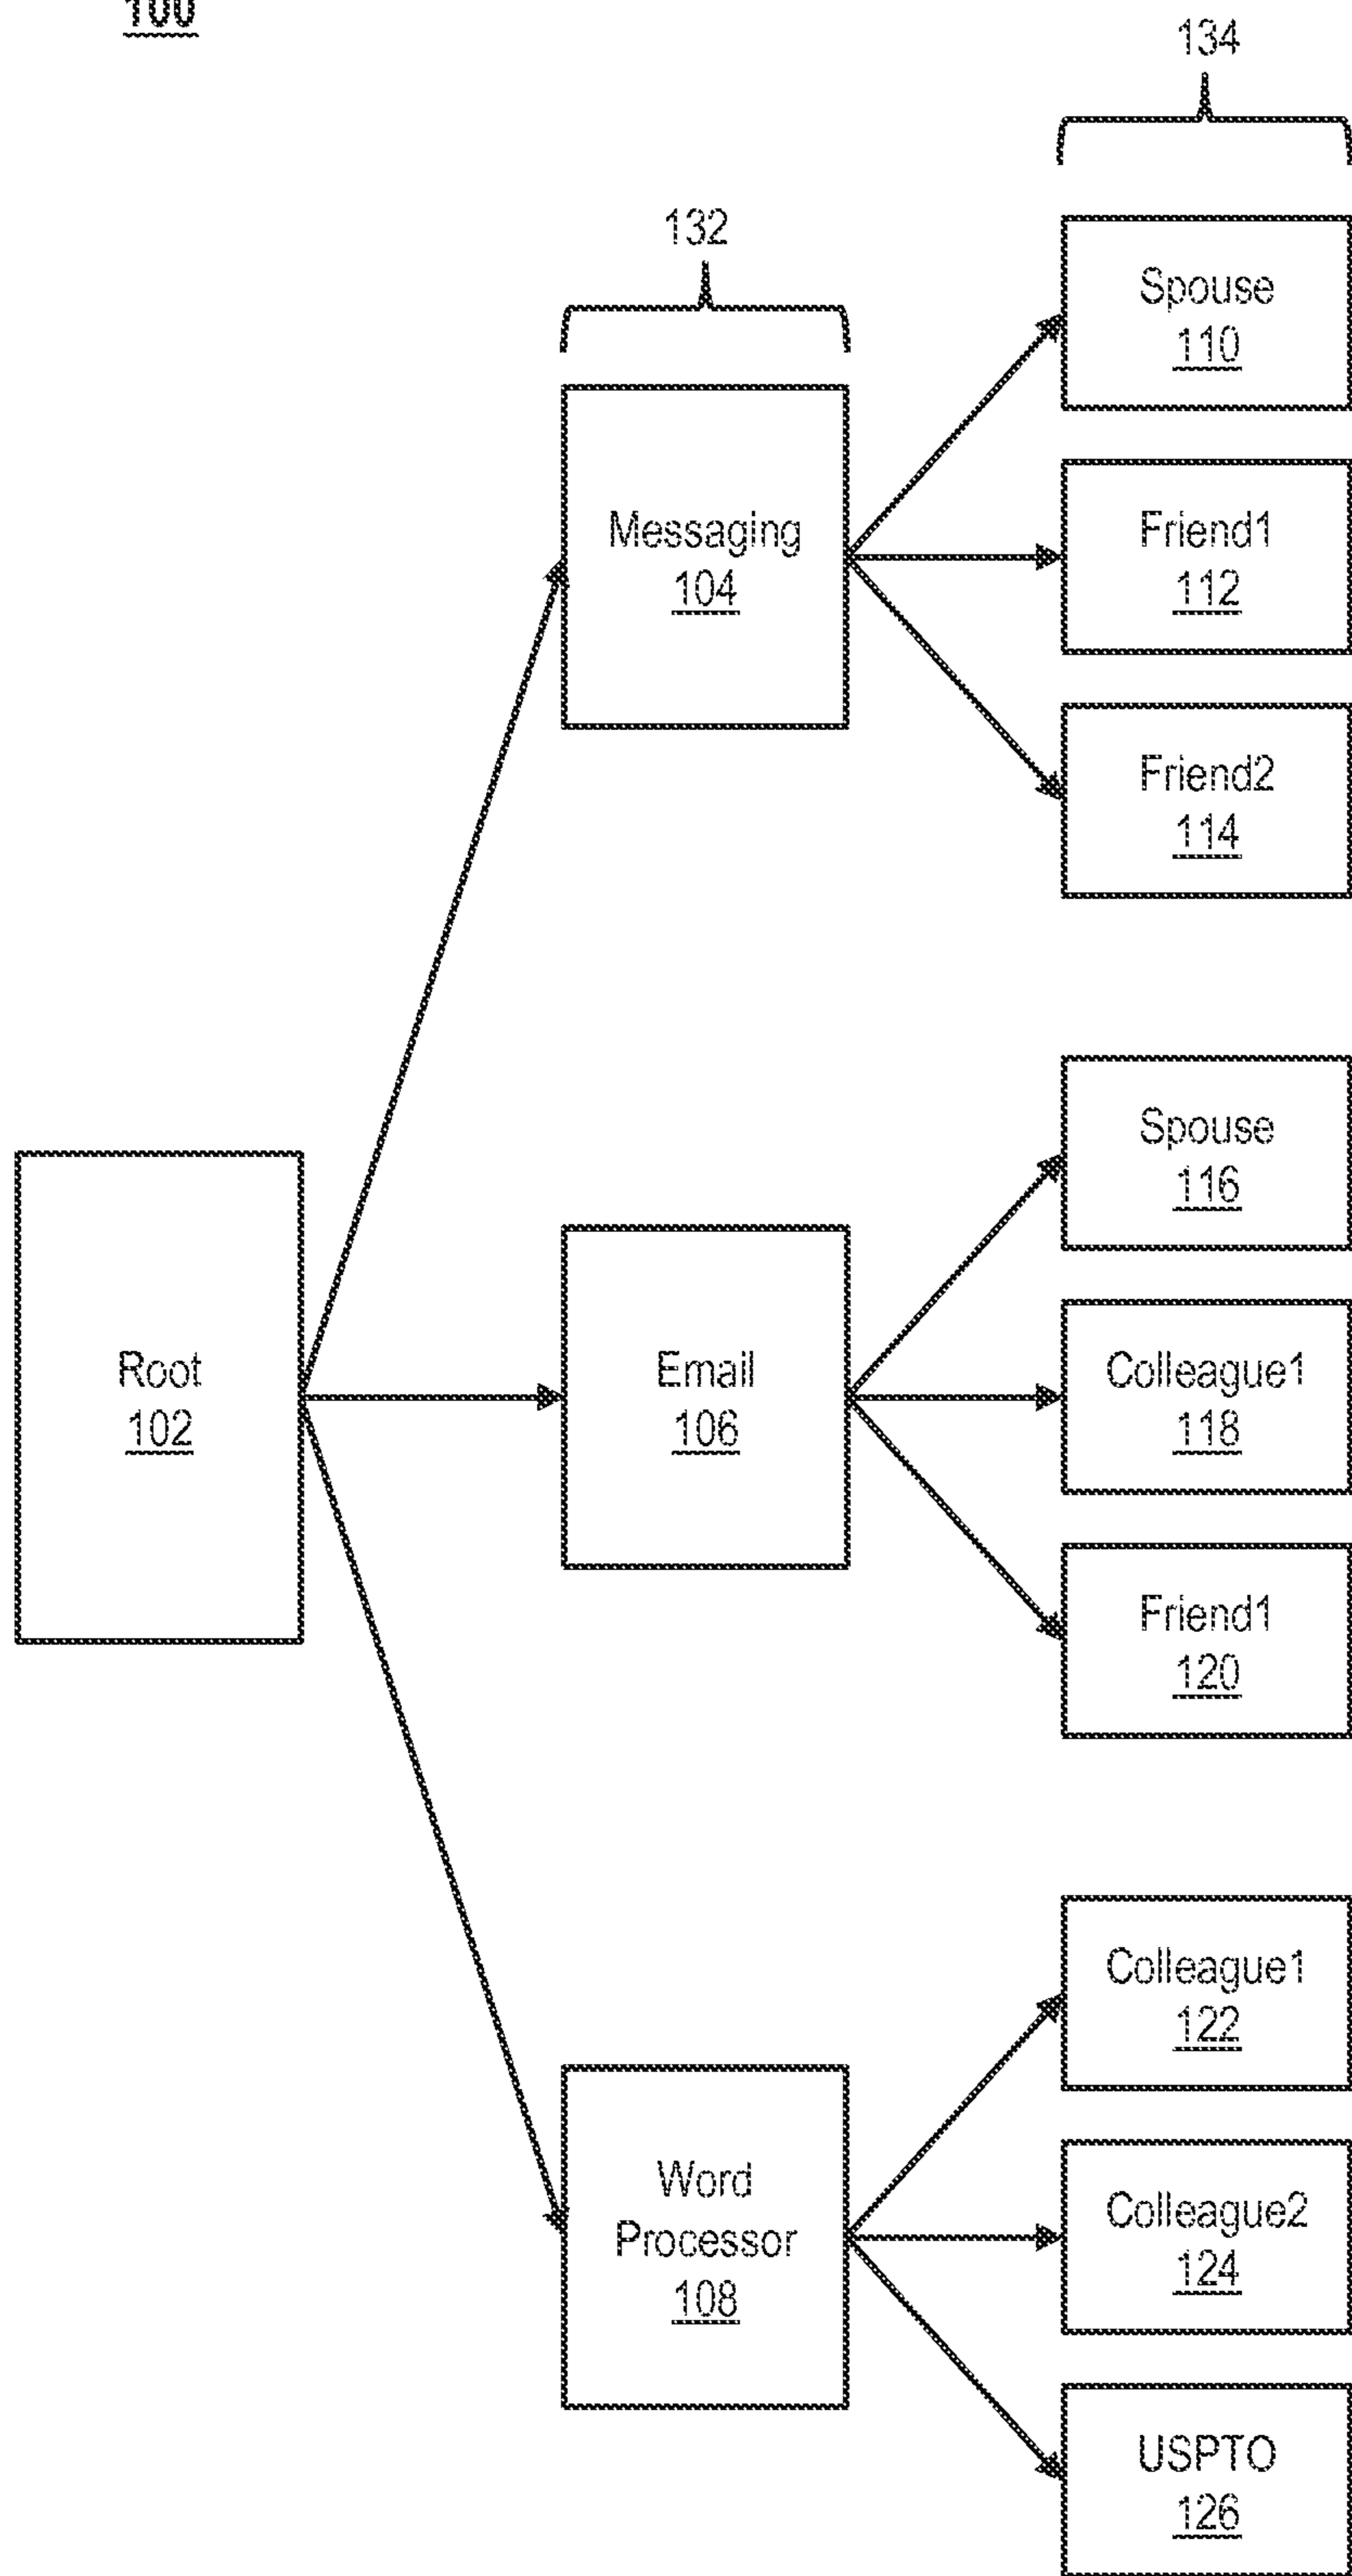 100
134
132
Spouse
110
Messaging
104
Friend1
112
Friend2
114
Root
102
Email
106
Spouse
116
Colleague1
118
Friend1
120
Word
Processor
108
Colleague1
122
Colleague2
124
USPTO
126